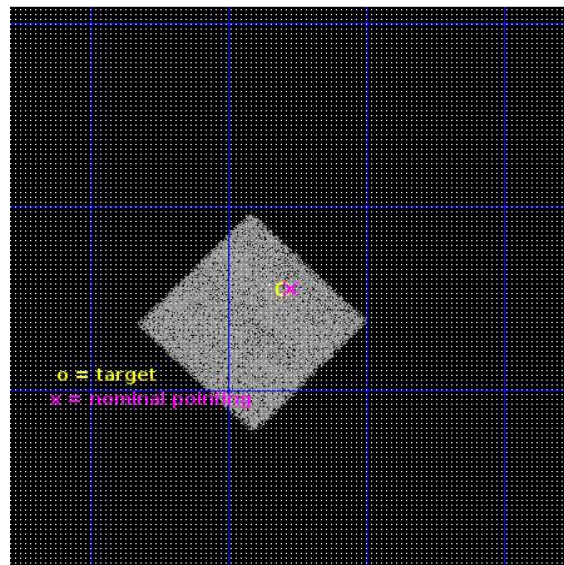 o
x
o = target
x = nominal pointing